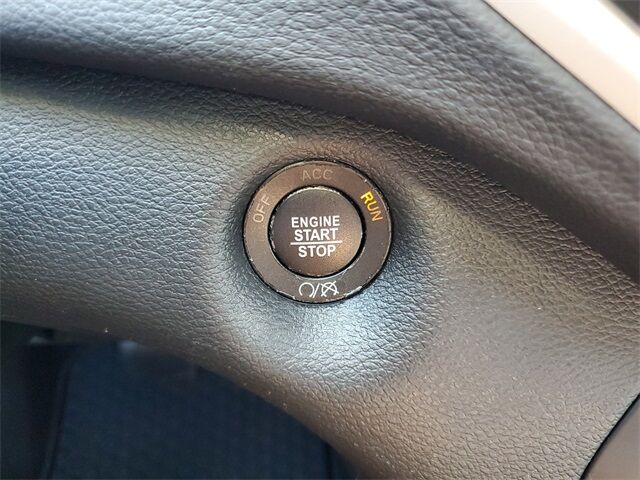 OFF ACC RUN
ENGINE
START
STOP